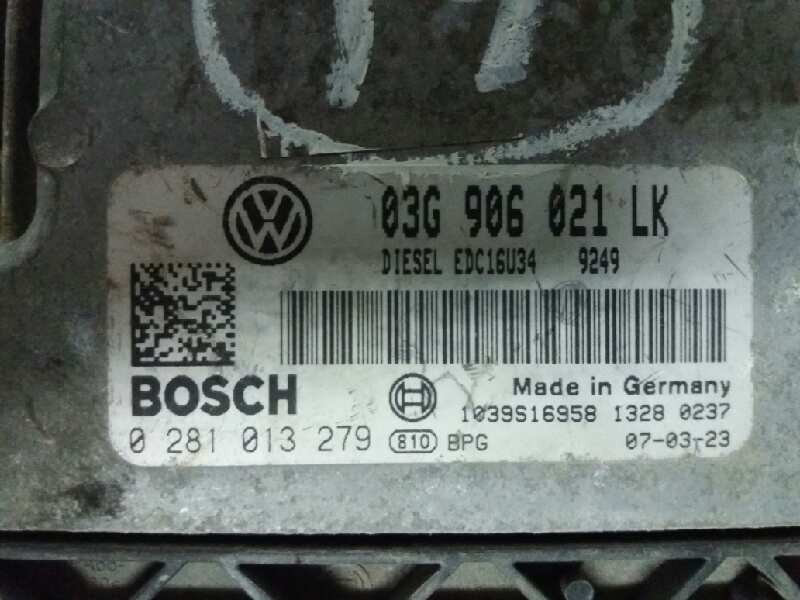 03G 906 021 LK
DIESEL EDC16U34 9249
BOSCH
Made in Germany
1039S16958 1328 0237
0 281 013 279 810 BPG 07-03-23